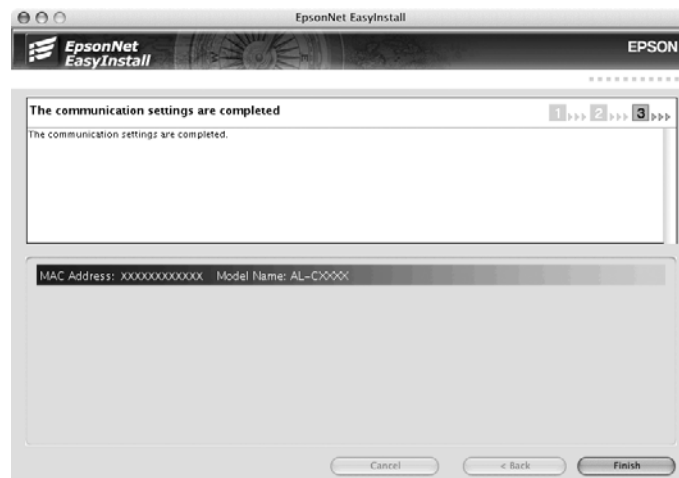 EpsonNet EasyInstall
EpsonNet
EasyInstall
EPSON
The communication settings are completed
1 2 3
The communication settings are completed.
MAC Address: XXXXXXXXXXXX Model Name: AL-CXXXX
Cancel < Back Finish